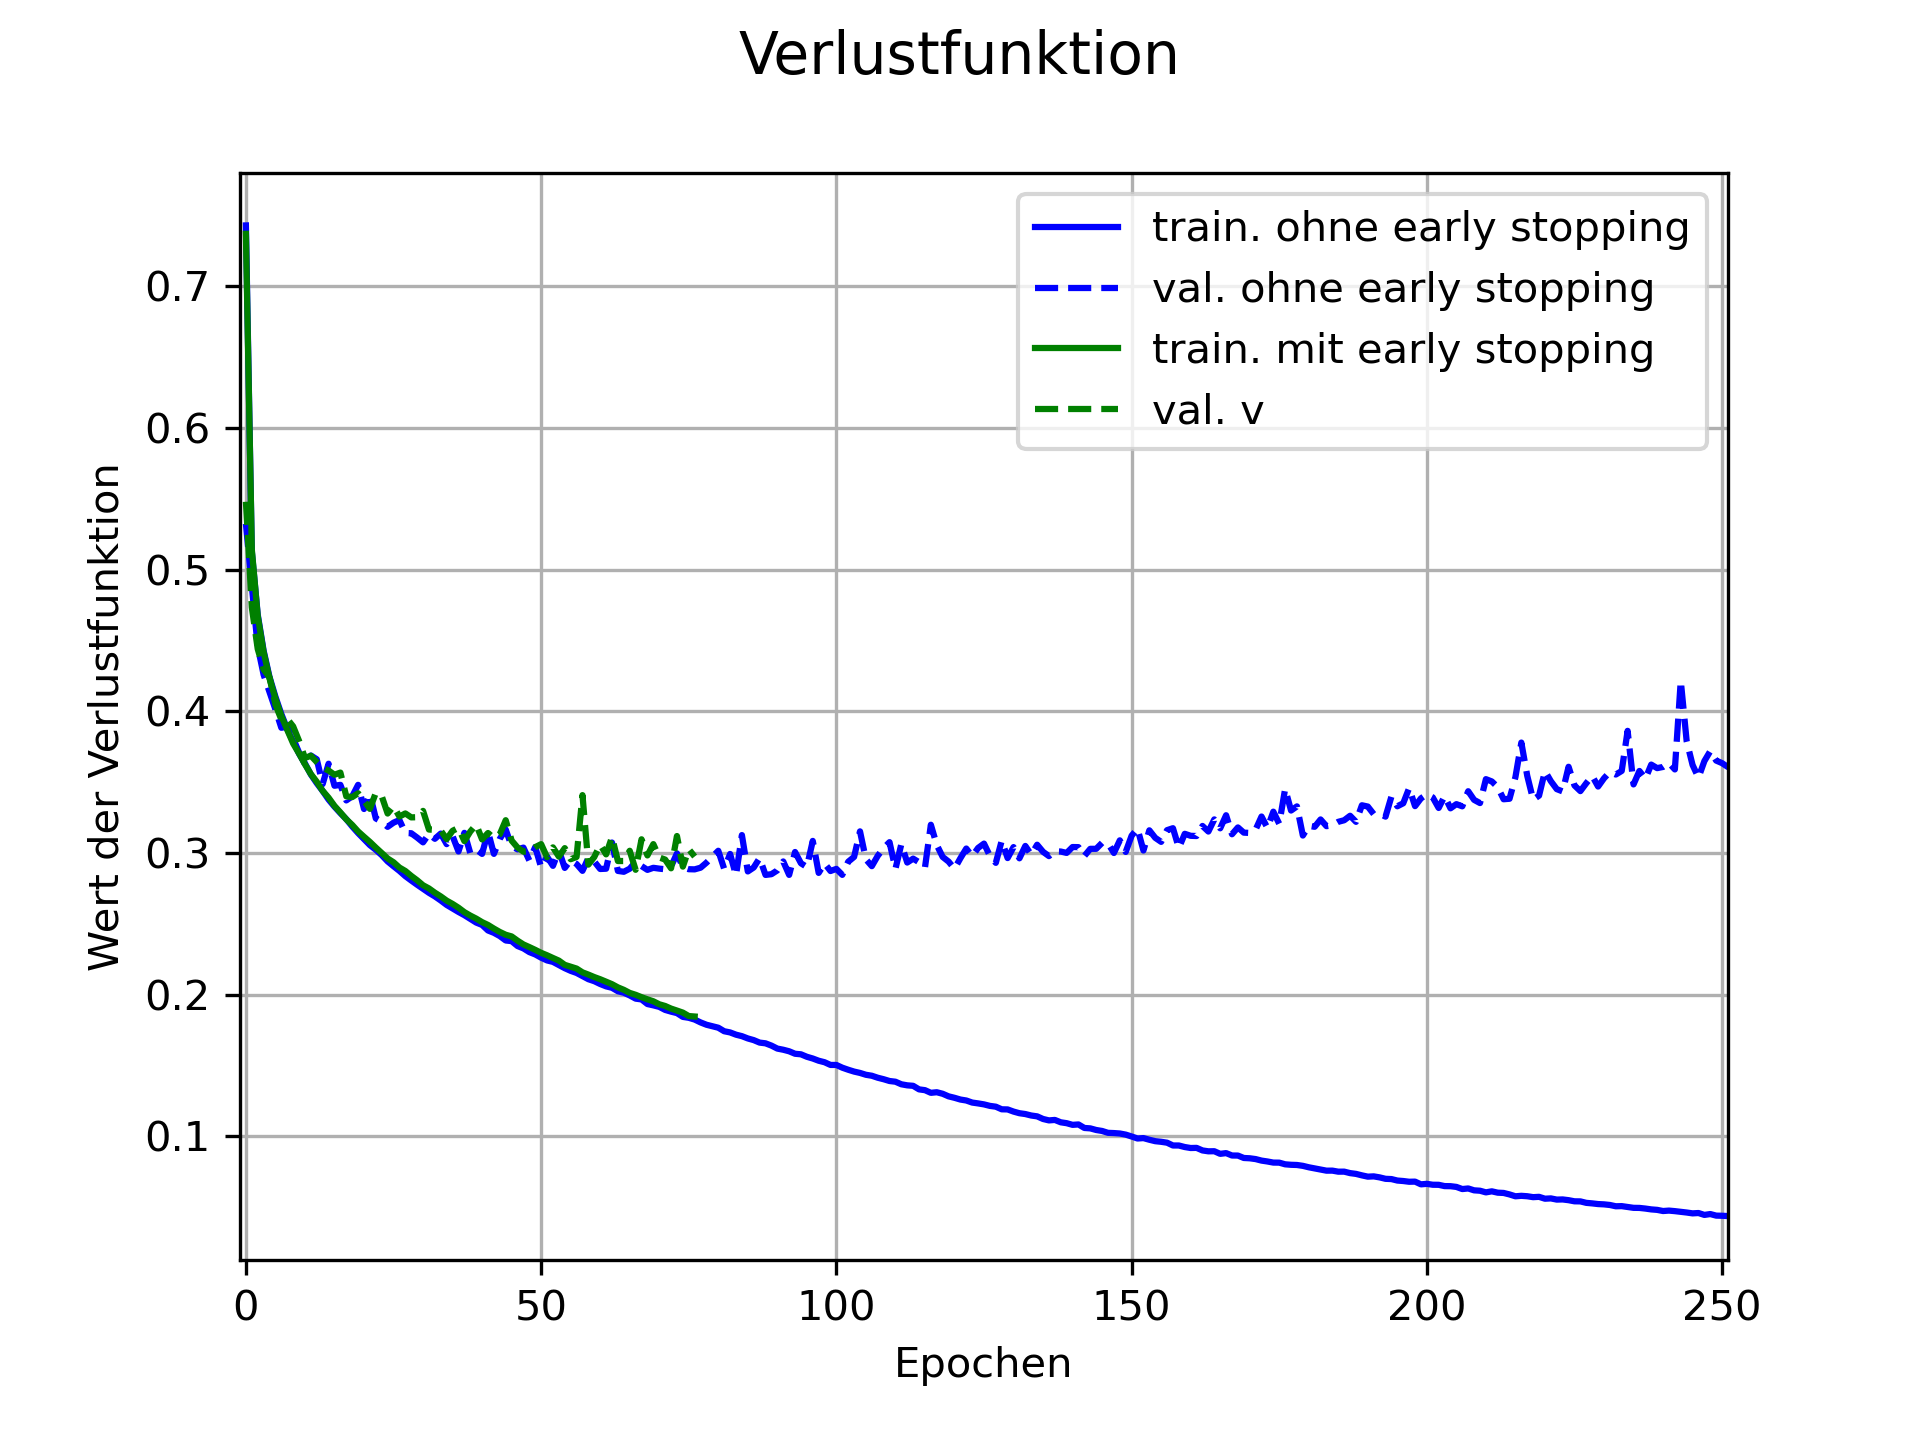 Verlustfunktion
train. ohne early stopping
val. ohne early stopping
train. mit early stopping
val. v
Wert der Verlustfunktion
0.7
0.6
0.5
0.4
0.3
0.2
0.1
0 50 100 150 200 250
Epochen